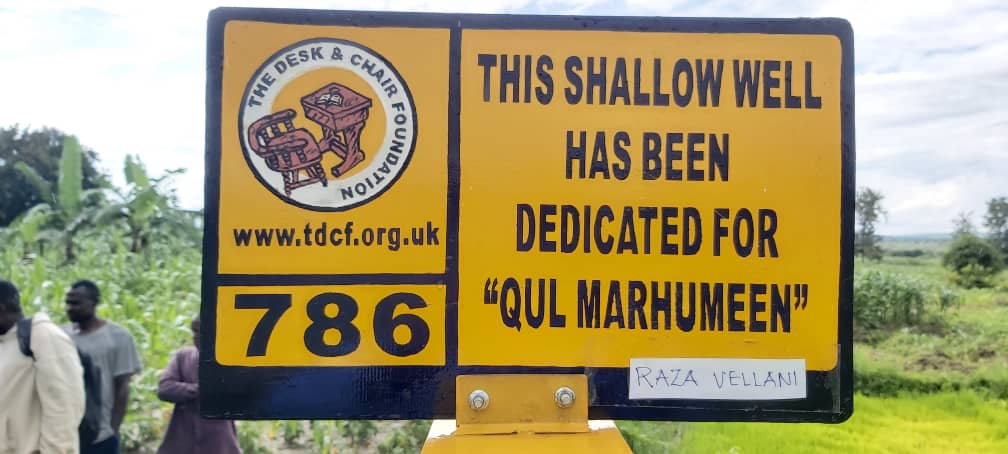 THE DESK & CHAIR FOUNDATION
www.tdcf.org.uk
786
THIS SHALLOW WELL
HAS BEEN
DEDICATED FOR
“QUL MARHUMEEN”
RAZA VELLANI